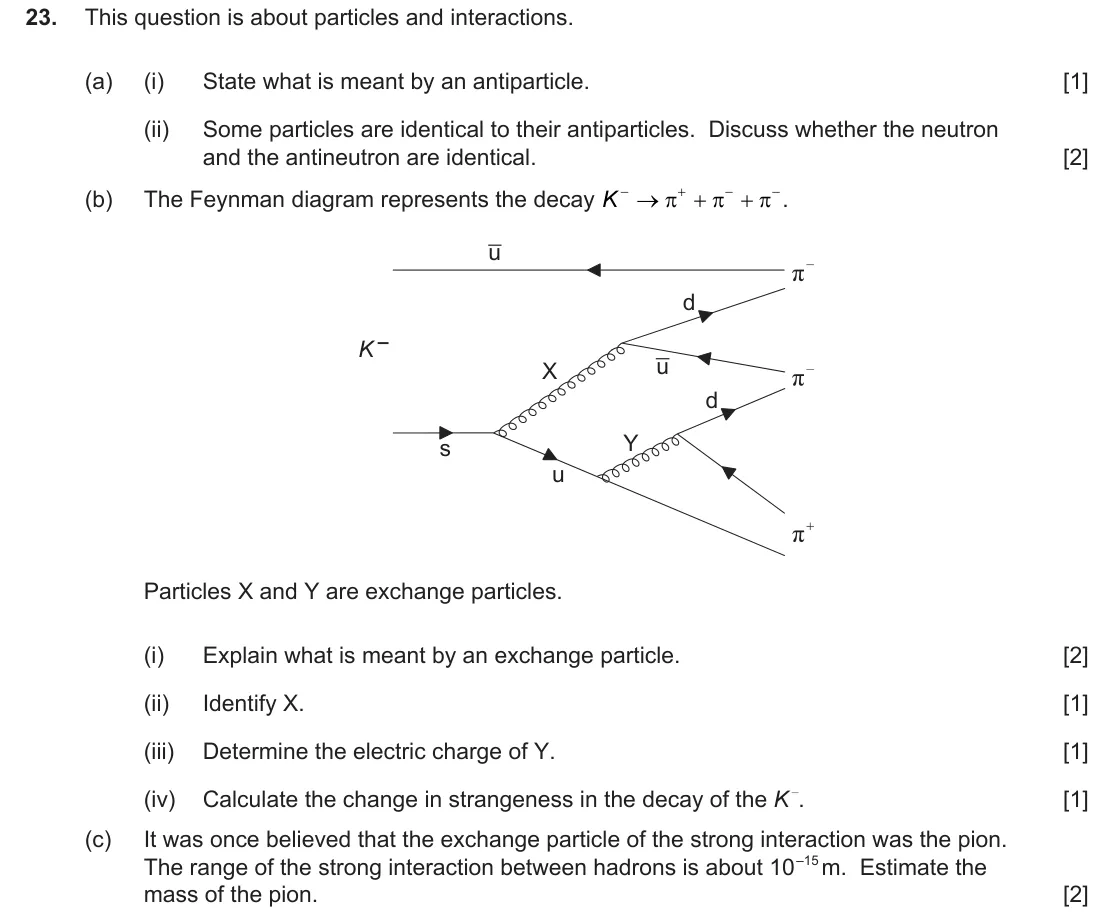 23. This question is about particles and interactions.
(a) (i) State what is meant by an antiparticle. [1]
(ii) Some particles are identical to their antiparticles. Discuss whether the neutron
and the antineutron are identical. [2]
(b) The Feynman diagram represents the decay K⁻ → π⁺ + π⁻ + π⁻.
u̅
π⁻
d
K⁻
X
u̅
π⁻
d
s
Y
u
π⁺
Particles X and Y are exchange particles.
(i) Explain what is meant by an exchange particle. [2]
(ii) Identify X. [1]
(iii) Determine the electric charge of Y. [1]
(iv) Calculate the change in strangeness in the decay of the K⁻. [1]
(c) It was once believed that the exchange particle of the strong interaction was the pion.
The range of the strong interaction between hadrons is about 10⁻¹⁵ m. Estimate the
mass of the pion. [2]